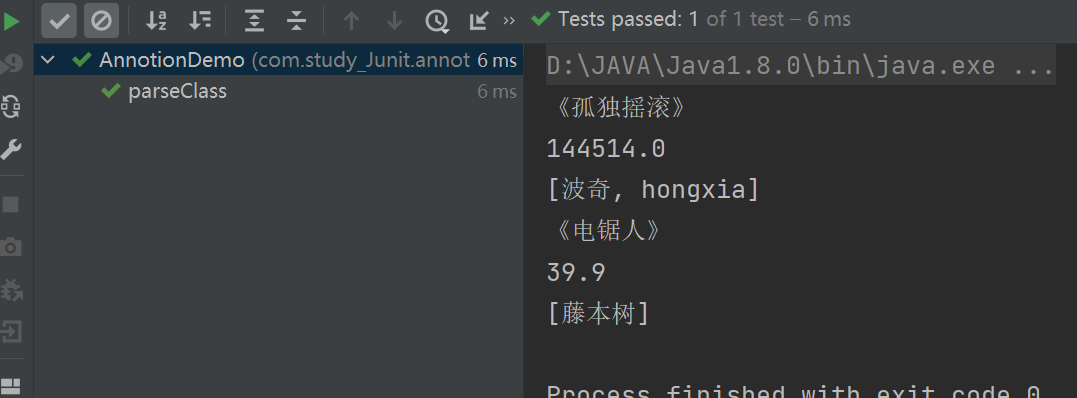 Tests passed: 1 of 1 test – 6 ms
AnnotionDemo (com.study_Junit.annot 6 ms
parseClass 6 ms
D:\JAVA\Java1.8.0\bin\java.exe ...
《孤独摇滚》
144514.0
[波奇, hongxia]
《电锯人》
39.9
[藤本树]
Process finished with exit code 0